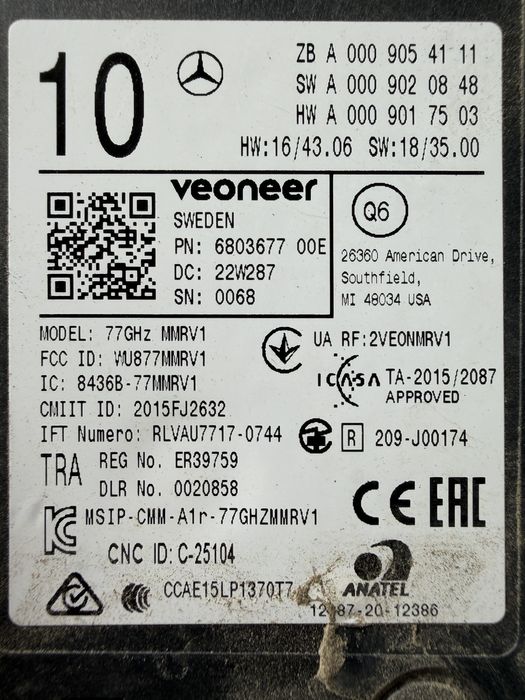 10
ZB A 000 905 41 11
SW A 000 902 08 48
HW A 000 901 75 03
HW:16/43.06 SW:18/35.00
veoneer
SWEDEN
PN: 6803677 00E
DC: 22W287
SN: 0068
Q6
26360 American Drive,
Southfield,
MI 48034 USA
MODEL: 77GHz MMRV1
FCC ID: WU877MMRV1
IC: 8436B-77MMRV1
CMIIT ID: 2015FJ2632
IFT Numero: RLVAU7717-0744
UA RF:2VEONMRV1
ICASA TA-2015/2087
APPROVED
R 209-J00174
TRA REG No. ER39759
DLR No. 0020858
CE EAC
MSIP-CMM-A1r-77GHZMMRV1
CNC ID: C-25104
CCAE15LP1370T7
ANATEL
12387-20-12386